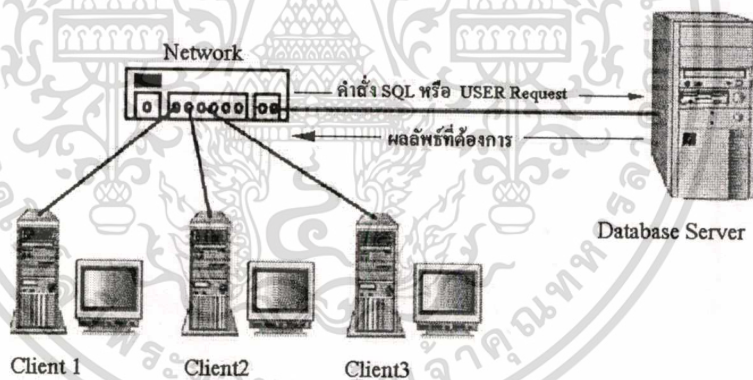 Network
คำสั่ง SQL หรือ USER Request
ผลลัพธ์ที่ต้องการ
Database Server
Client 1
Client2
Client3